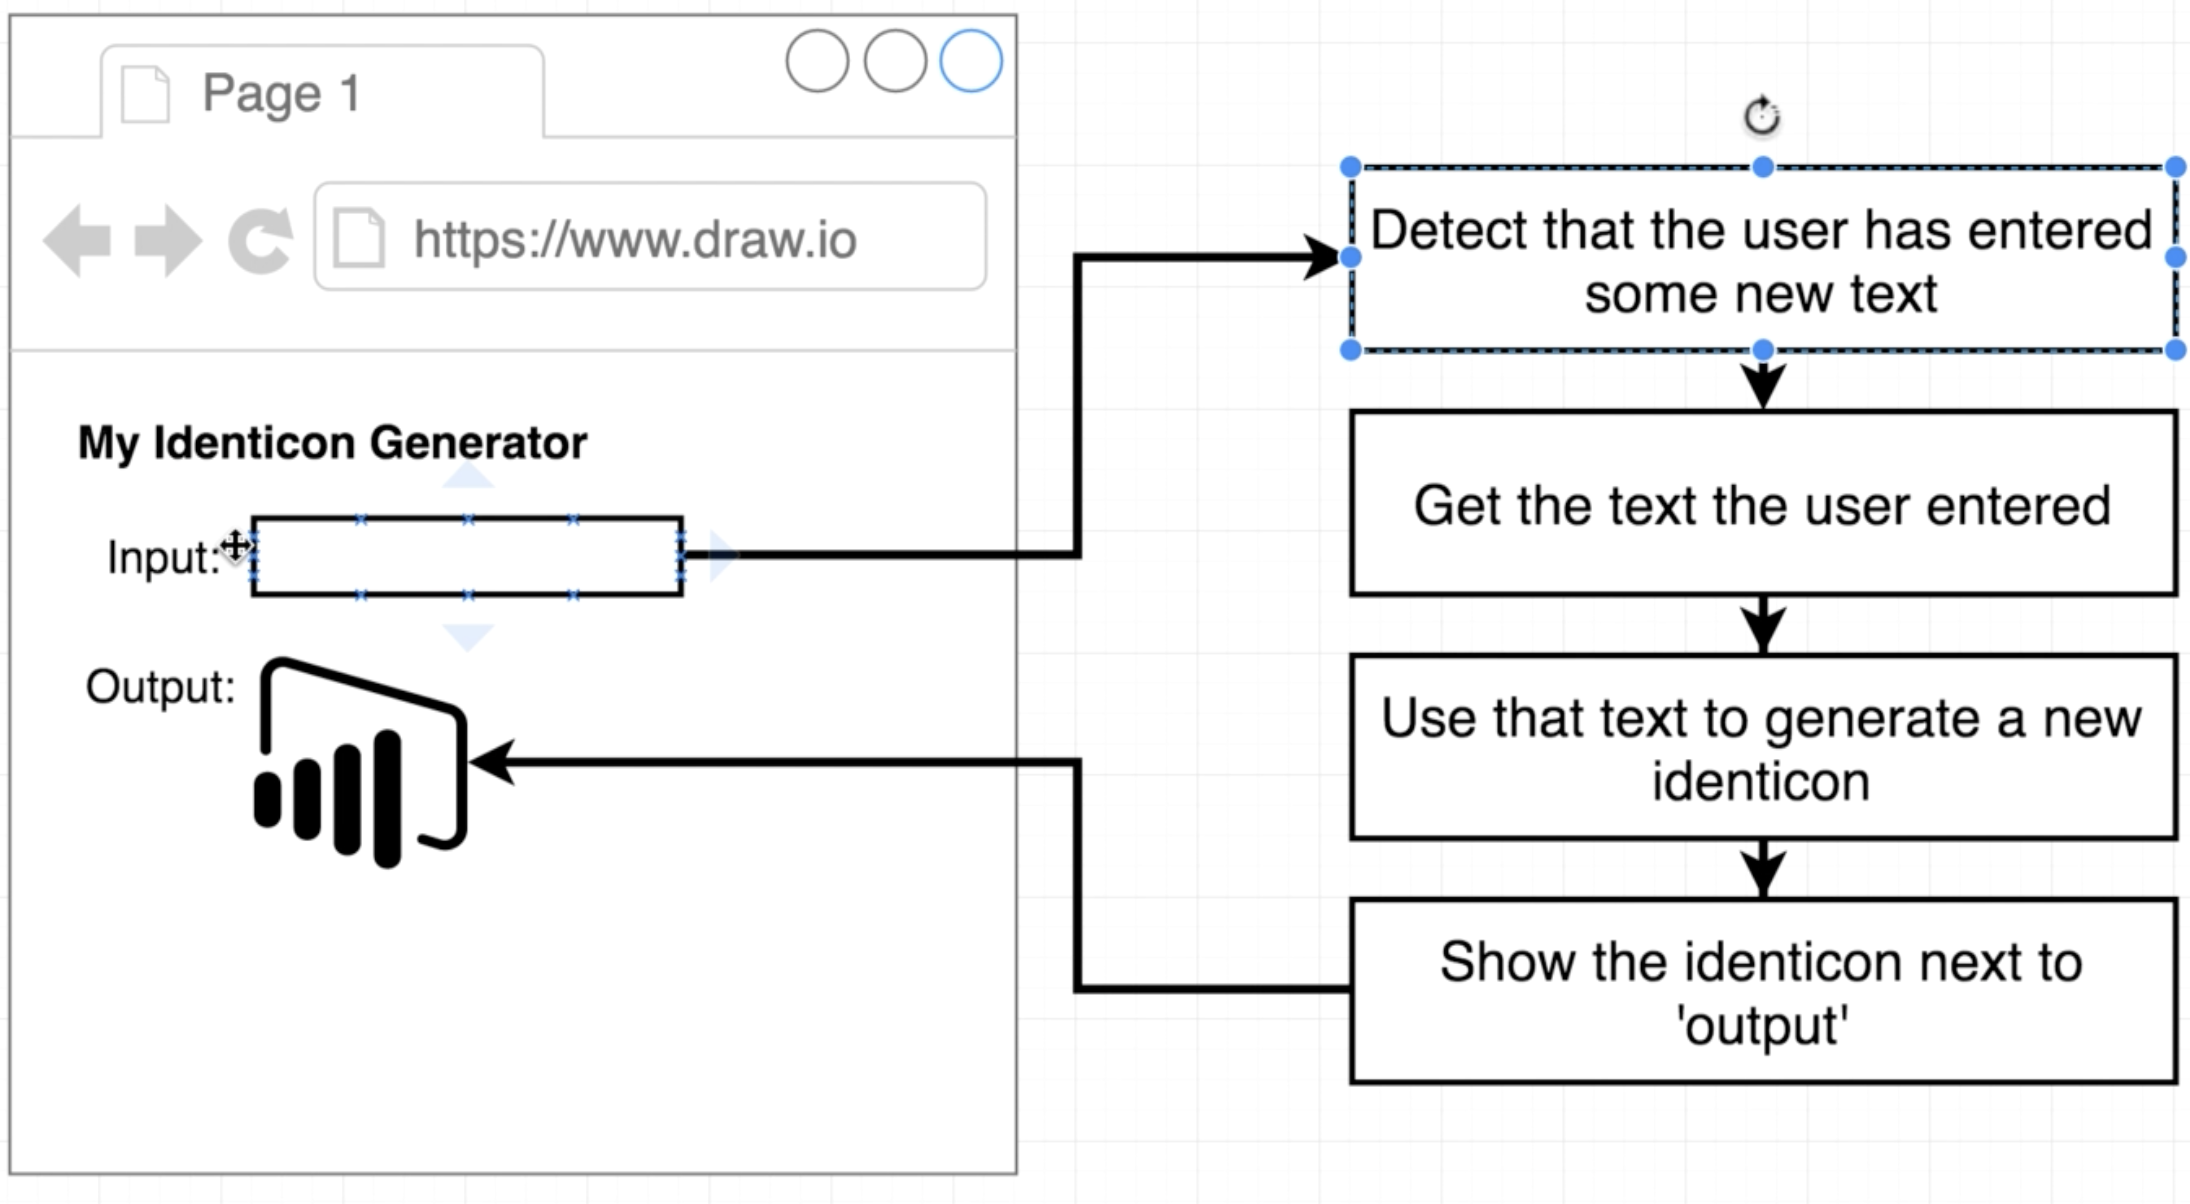 Page 1
https://www.draw.io
My Identicon Generator
Input:
Output:
Detect that the user has entered
some new text
Get the text the user entered
Use that text to generate a new
identicon
Show the identicon next to
'output'